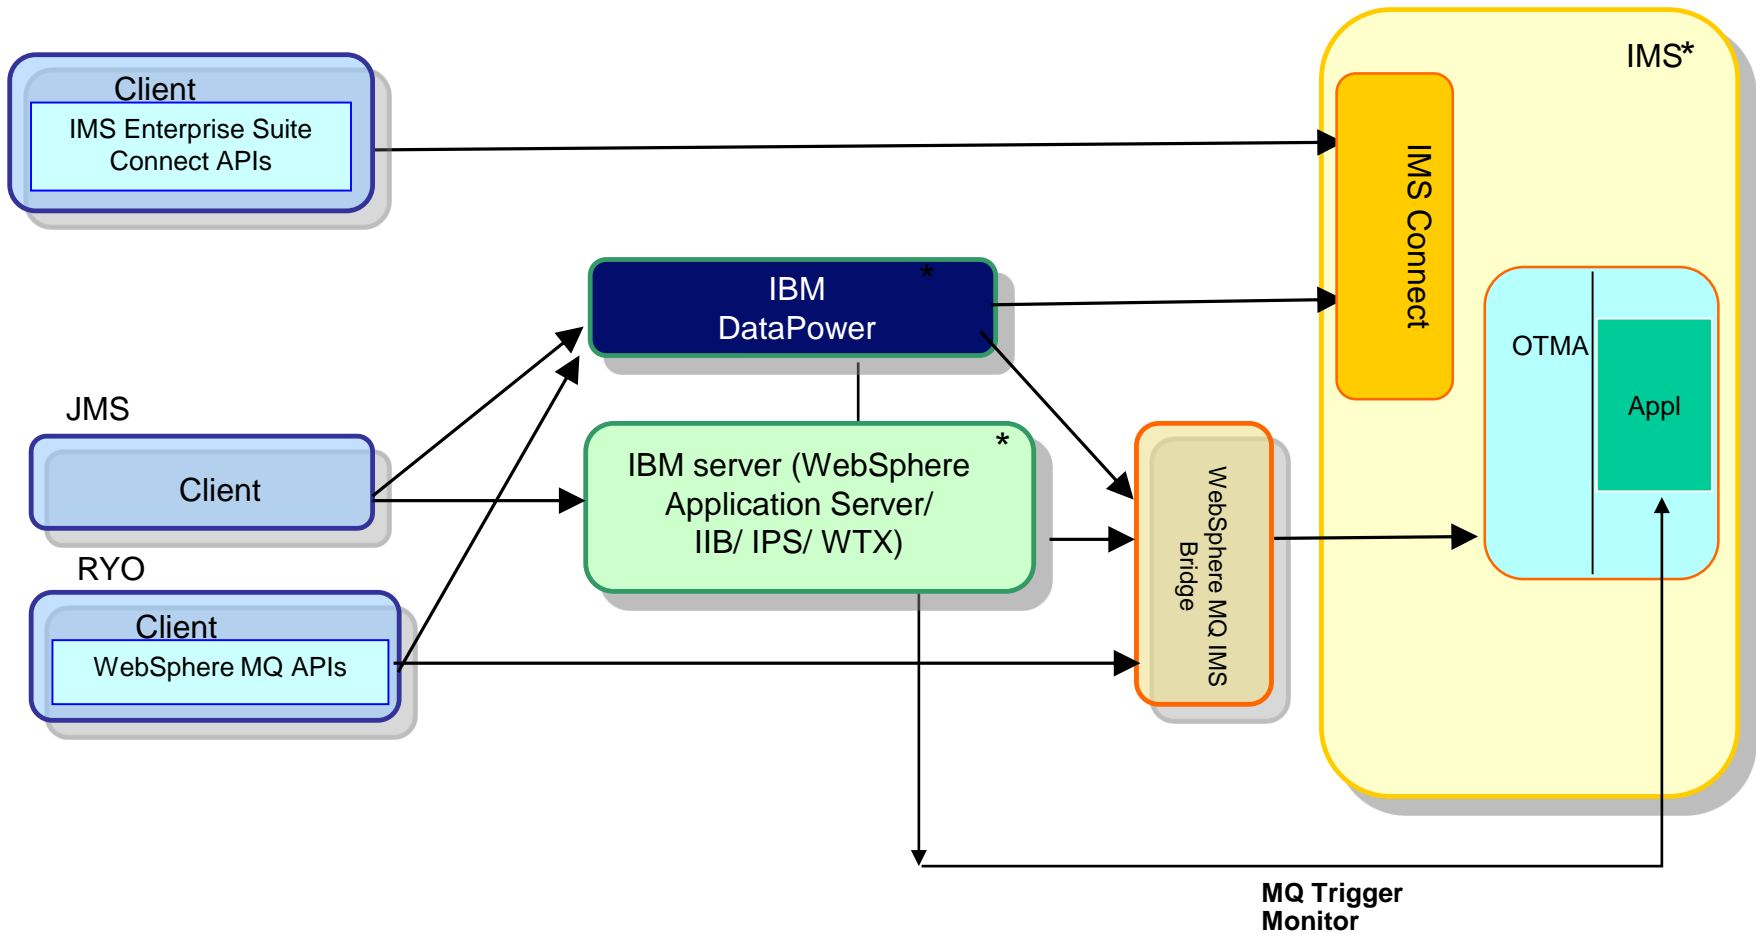 IMS*
Client
IMS Enterprise Suite
Connect APIs
IMS Connect
*
IBM
DataPower
OTMA
Appl
JMS
Client
*
IBM server (WebSphere
Application Server/
IIB/ IPS/ WTX)
WebSphere MQ IMS
Bridge
RYO
Client
WebSphere MQ APIs
MQ Trigger
Monitor